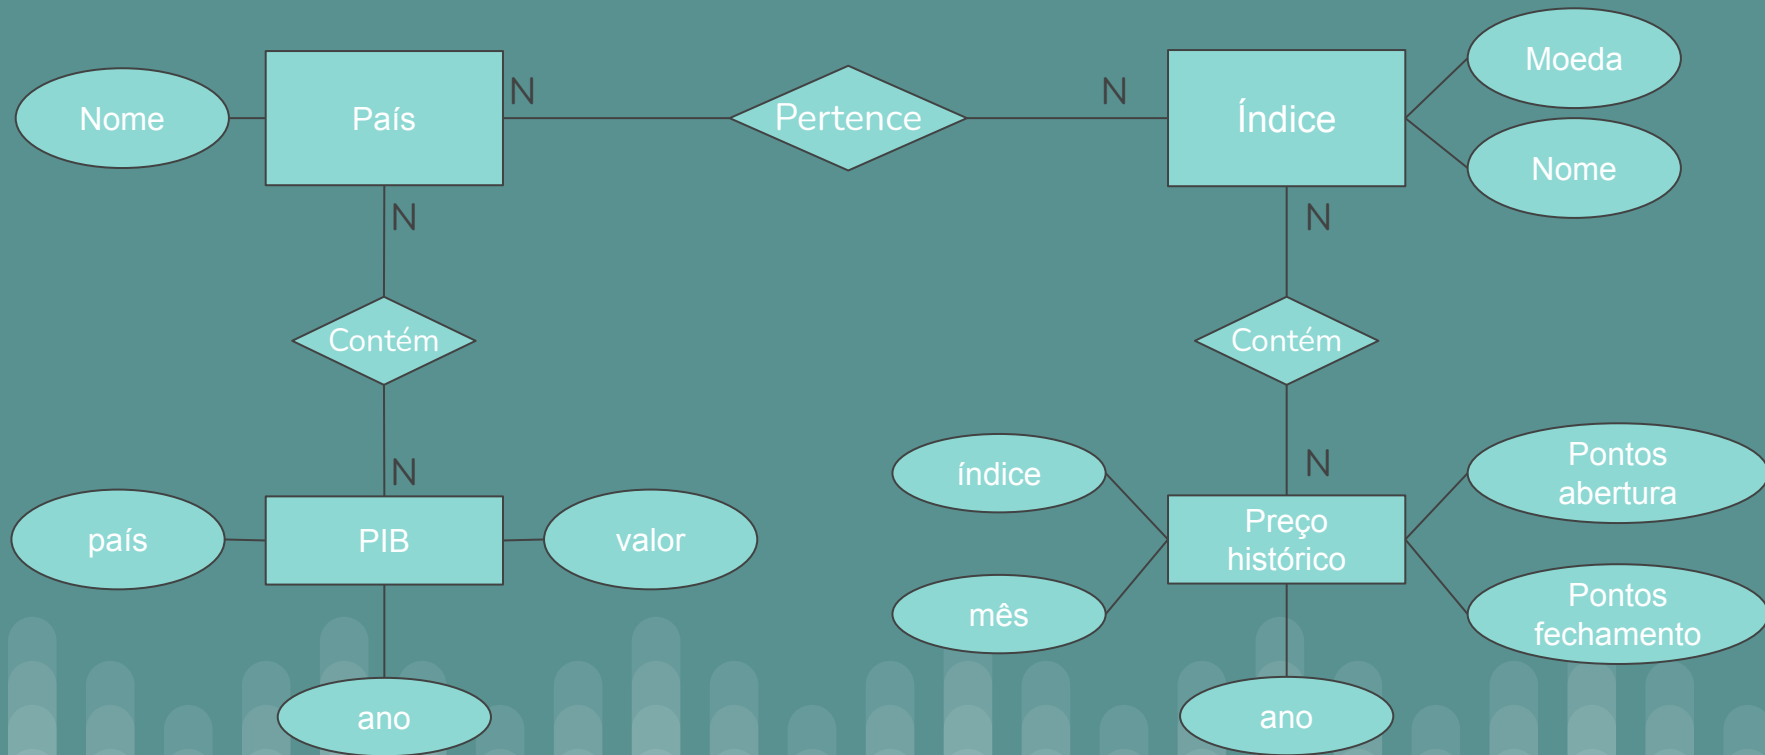 Moeda
N
N
Nome
País
Pertence
Índice
Nome
N
N
Contém
Contém
N
N
índice
Pontos
abertura
país
PIB
valor
Preço
histórico
mês
Pontos
fechamento
ano
ano